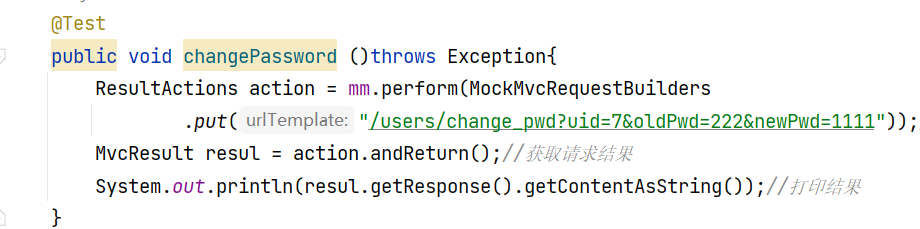 @Test
public void changePassword ()throws Exception{
ResultActions action = mm.perform(MockMvcRequestBuilders
.put( urlTemplate: "/users/change_pwd?uid=7&oldPwd=222&newPwd=1111"));
MvcResult resul = action.andReturn();//获取请求结果
System.out.println(resul.getResponse().getContentAsString());//打印结果
}